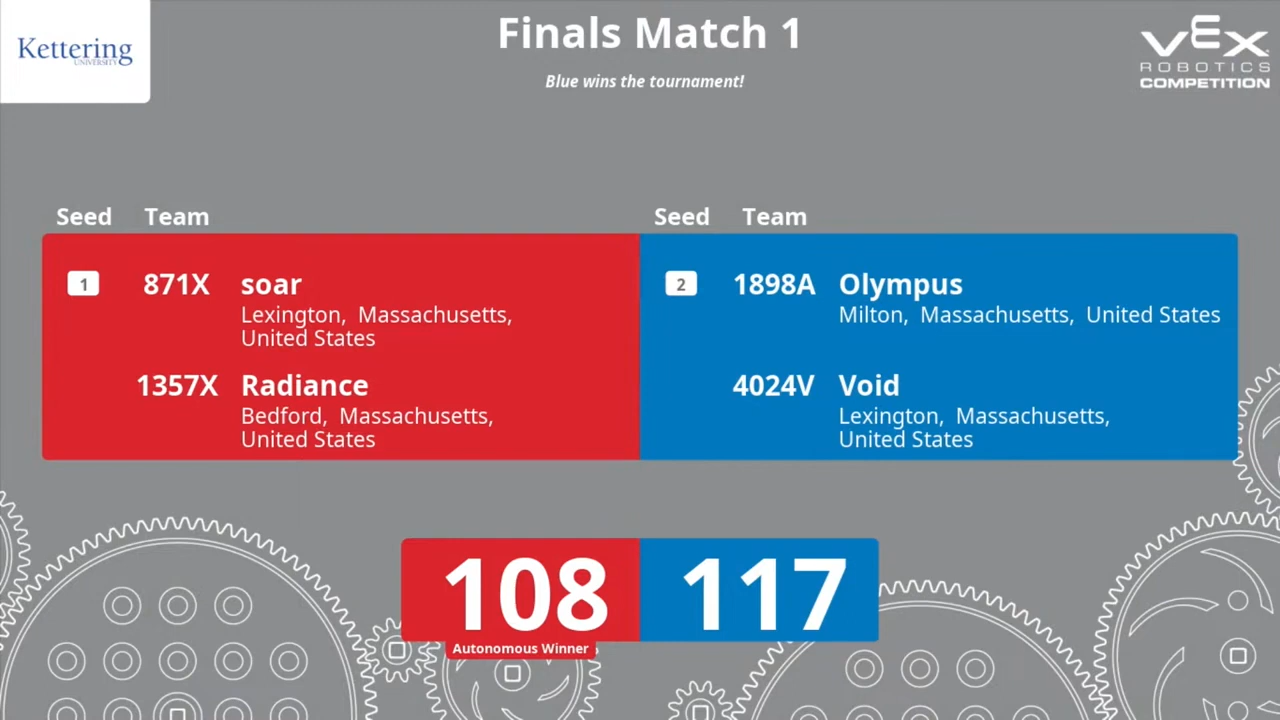 Kettering
UNIVERSITY
Finals Match 1
Blue wins the tournament!
VEX
ROBOTICS
COMPETITION
Seed Team
Seed Team
1 871X soar
Lexington, Massachusetts,
United States
1357X Radiance
Bedford, Massachusetts,
United States
2 1898A Olympus
Milton, Massachusetts, United States
4024V Void
Lexington, Massachusetts,
United States
108 117
Autonomous Winner